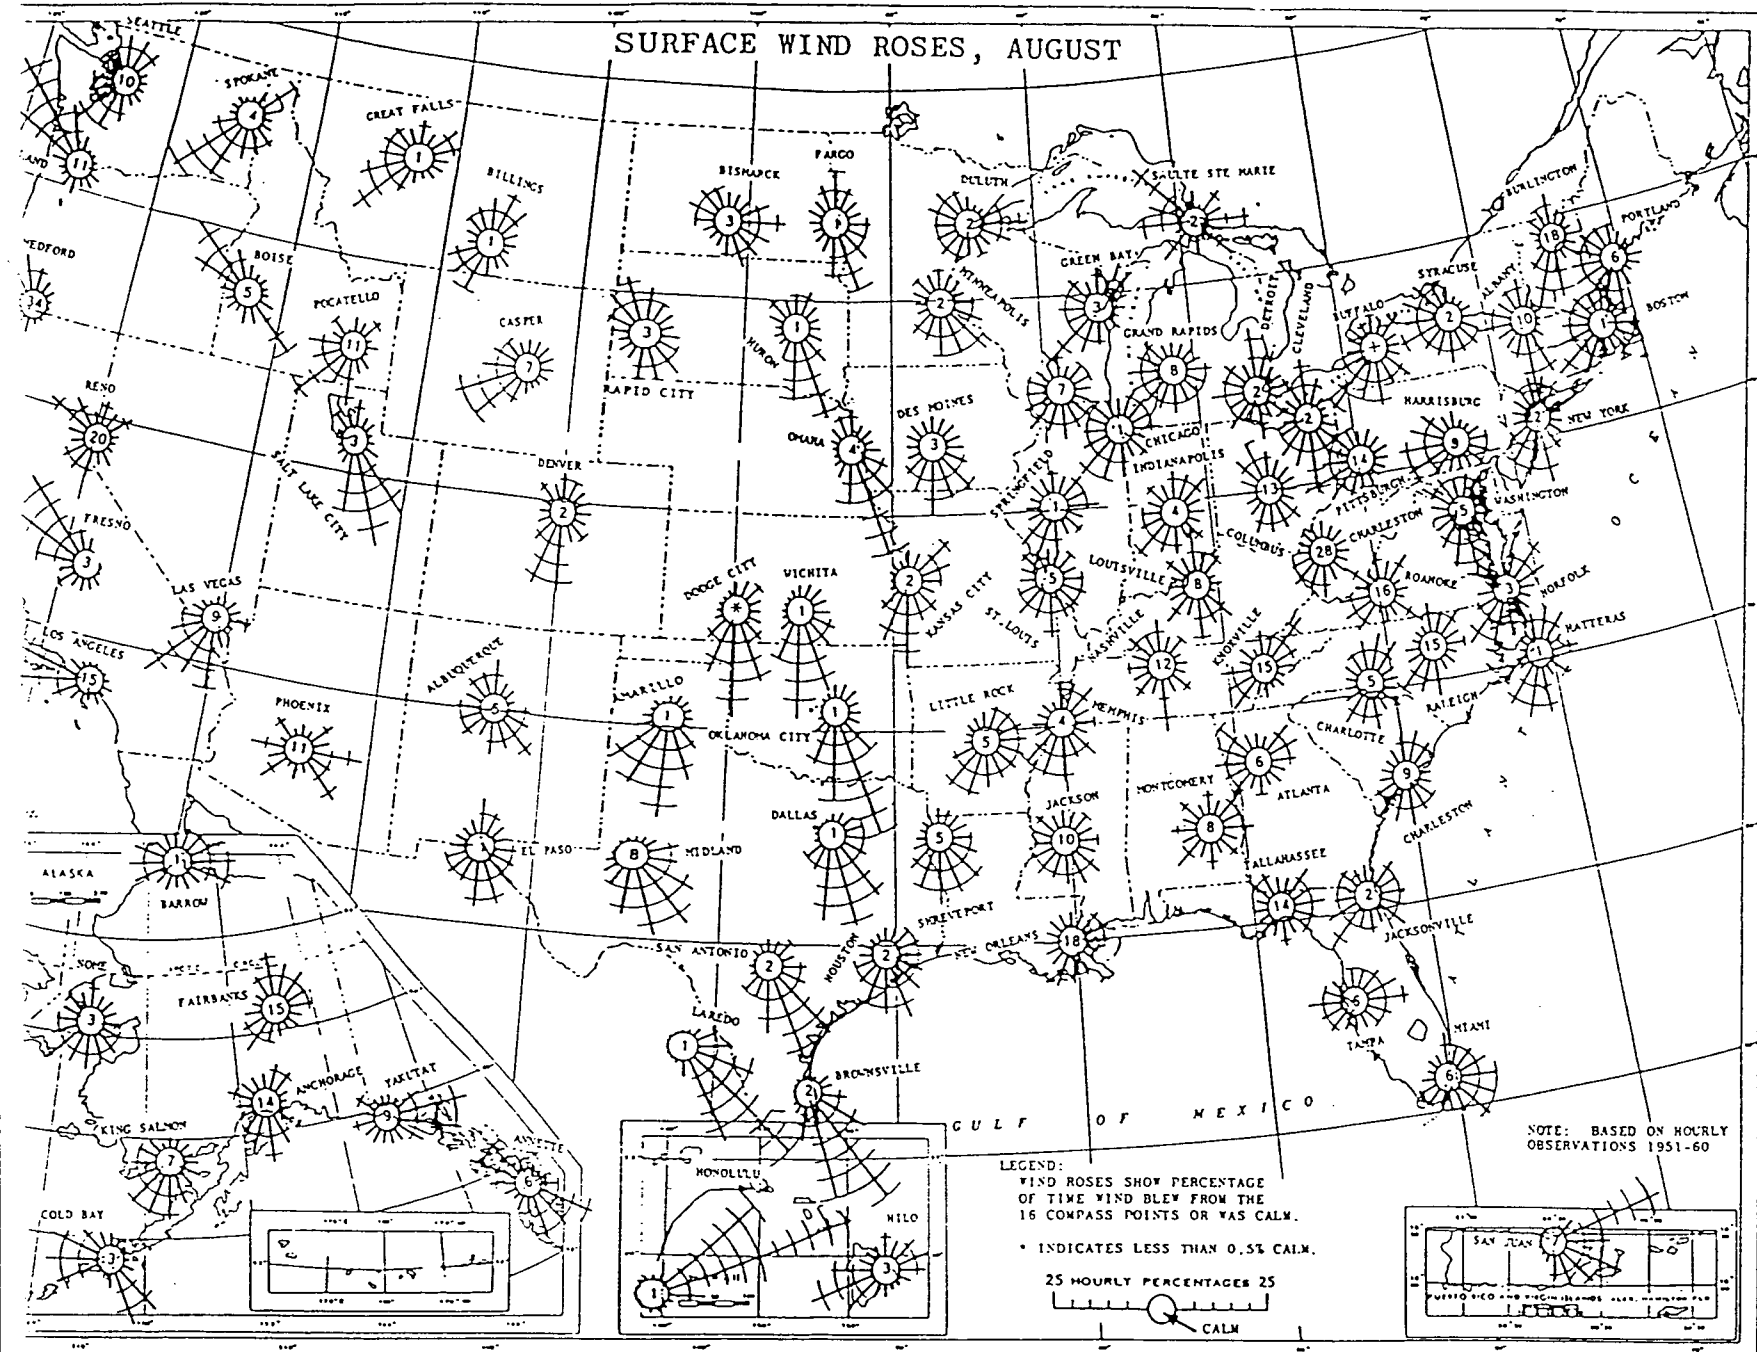 SURFACE WIND ROSES, AUGUST
SEATTLE
10
SPOKANE
4
GREAT FALLS
1
LAND
11
BILLINGS
1
BISMARCK
3
FARGO
1
DULUTH
2
SAULTE STE MARIE
2
BURLINGTON
18
PORTLAND
6
MEDFORD
34
BOISE
5
POCATELLO
11
CASPER
7
RAPID CITY
3
HURON
1
MINNEAPOLIS
2
GREEN BAY
3
GRAND RAPIDS
8
DETROIT
2
CLEVELAND
2
BUFFALO
SYRACUSE
2
ALBANY
10
BOSTON
1
RENO
20
SALT LAKE CITY
3
DENVER
2
OMAHA
4
DES MOINES
3
7
CHICAGO
1
INDIANAPOLIS
4
SPRINGFIELD
1
HARRISBURG
9
NEW YORK
2
PITTSBURGH
14
WASHINGTON
5
COLUMBUS
13
CHARLESTON
28
FRESNO
3
LAS VEGAS
9
LOS ANGELES
15
PHOENIX
11
ALBUQUERQUE
5
DODGE CITY
*
WICHITA
1
KANSAS CITY
2
ST. LOUIS
5
LOUISVILLE
8
ROANOKE
16
NORFOLK
3
HATTERAS
1
NASHVILLE
12
KNOXVILLE
15
RALEIGH
15
CHARLOTTE
5
AMARILLO
1
OKLAHOMA CITY
1
LITTLE ROCK
5
MEMPHIS
4
ATLANTA
6
CHARLESTON
9
EL PASO
MIDLAND
8
DALLAS
1
SHREVEPORT
5
JACKSON
10
MONTGOMERY
8
TALLAHASSEE
14
JACKSONVILLE
2
SAN ANTONIO
2
HOUSTON
2
NEW ORLEANS
18
TAMPA
5
MIAMI
6
LAREDO
1
BROWNSVILLE
2
GULF OF MEXICO
ALASKA
BARROW
1
NOME
3
FAIRBANKS
15
ANCHORAGE
14
YAKUTAT
9
KING SALMON
7
ANNETTE
6
COLD BAY
3
HONOLULU
1
HILO
3
SAN JUAN
7
NOTE: BASED ON HOURLY
OBSERVATIONS 1951-60
LEGEND:
WIND ROSES SHOW PERCENTAGE
OF TIME WIND BLEW FROM THE
16 COMPASS POINTS OR WAS CALM.
* INDICATES LESS THAN 0.5% CALM.
25 HOURLY PERCENTAGES 25
CALM